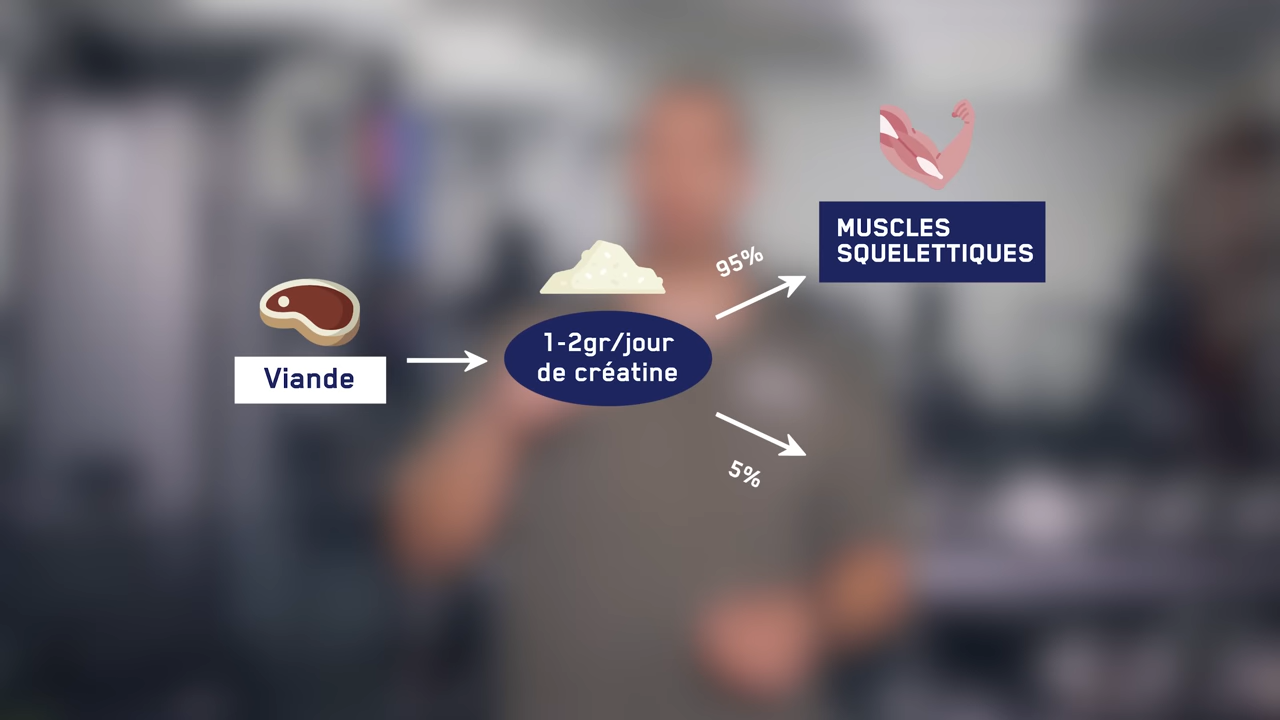 Viande
1-2gr/jour
de créatine
95%
MUSCLES
SQUELETTIQUES
5%